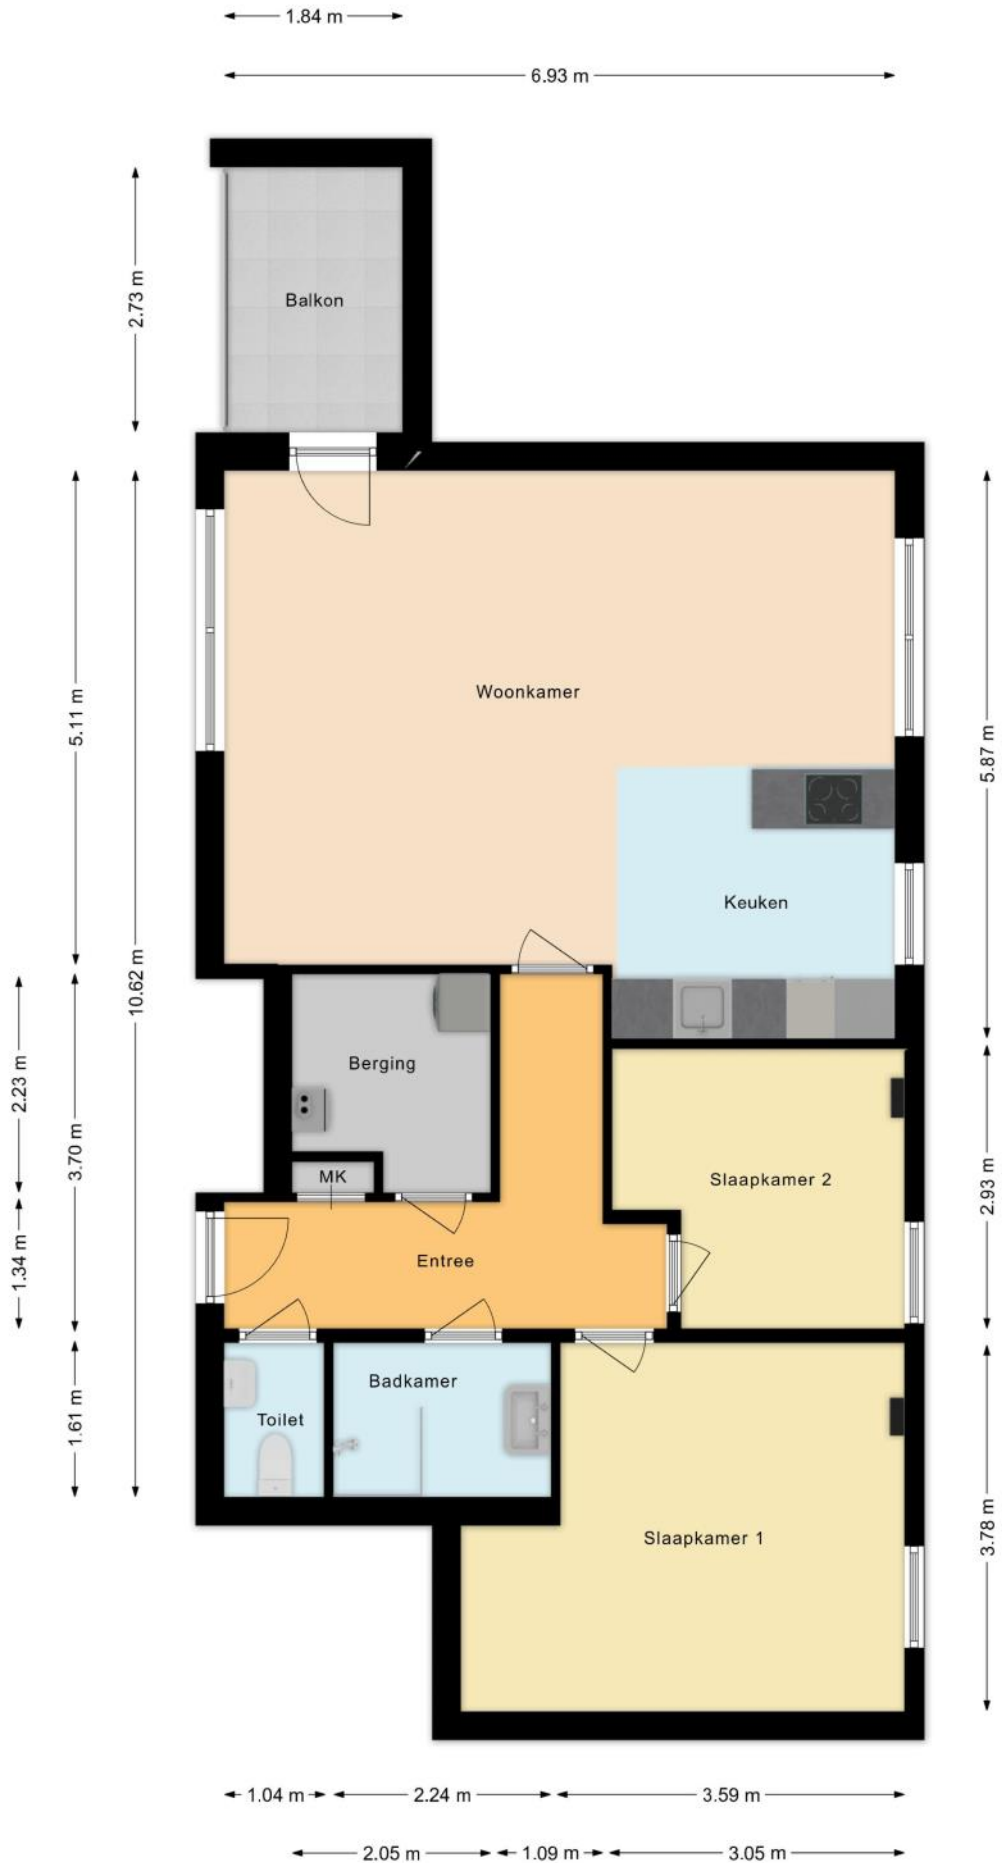 1.84 m
6.93 m
2.73 m
Balkon
5.11 m
10.62 m
5.87 m
Woonkamer
Keuken
2.23 m
3.70 m
Berging
MK
Slaapkamer 2
2.93 m
1.34 m
Entree
1.61 m
Badkamer
Toilet
Slaapkamer 1
3.78 m
1.04 m
2.24 m
3.59 m
2.05 m
1.09 m
3.05 m